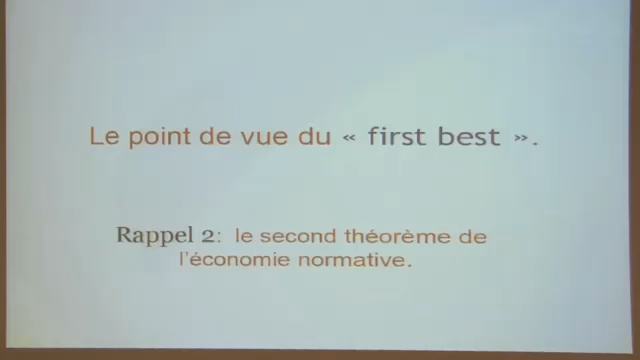 Le point de vue du « first best ».
Rappel 2: le second théorème de
l'économie normative.